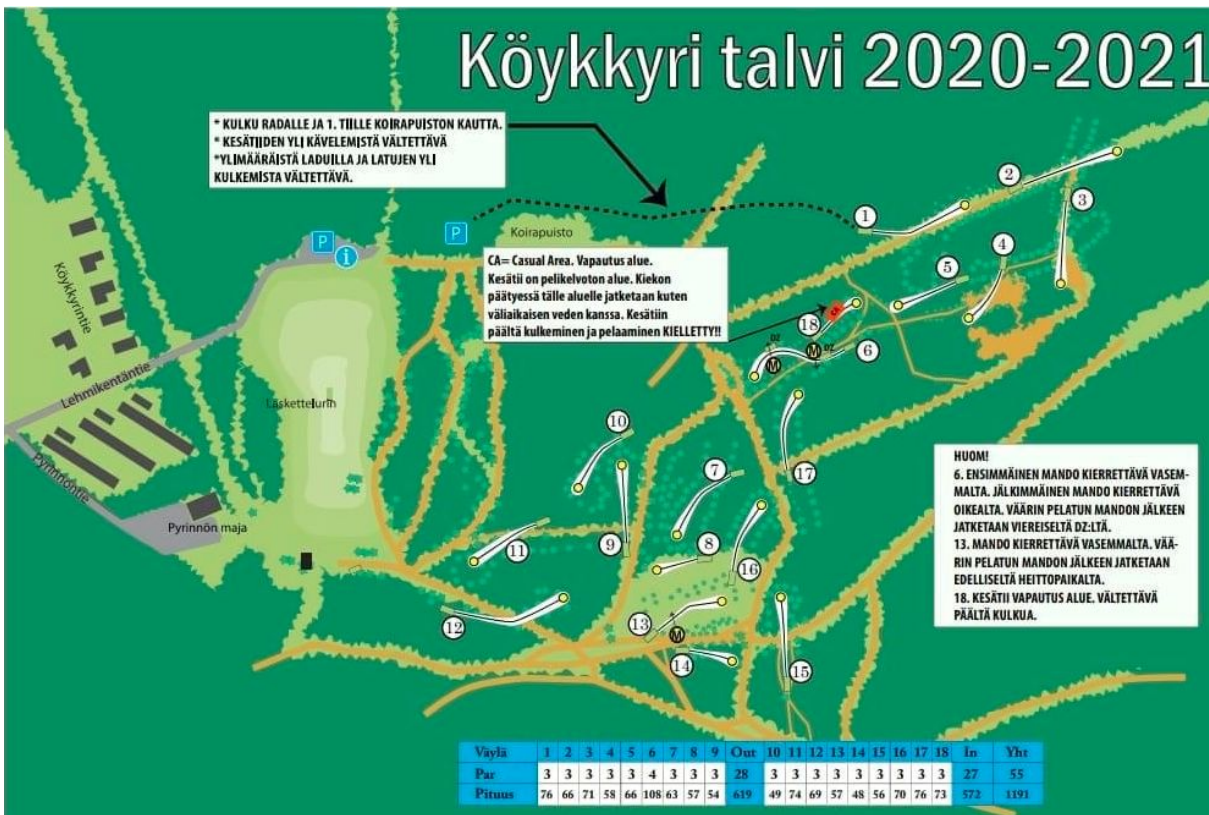 Köykkyri talvi 2020-2021
* KULKU RADALLE JA 1. TIILLE KOIRAPUISTON KAUTTA.
* KESÄTIIDEN YLI KÄVELEMISTÄ VÄLTETTÄVÄ
*YLIMÄÄRÄISTÄ LADUILLA JA LATUJEN YLI
KULKEMISTA VÄLTETTÄVÄ.
P
i
P
Koirapuisto
CA= Casual Area. Vapautus alue.
Kesätii on pelikelvoton alue. Kiekon
päätyessä tälle aluelle jatketaan kuten
väliaikaisen veden kanssa. Kesätiin
päältä kulkeminen ja pelaaminen KIELLETTY!!
1
2
3
4
5
CA
18
DZ
M
M
DZ
6
Köykkyrintie
Lehmikentäntie
Laskettelurin
Pyrinnöntie
Pyrinnön maja
10
7
17
11
9
8
16
12
13
M
14
15
HUOM!
6. ENSIMMÄINEN MANDO KIERRETTÄVÄ VASEM-
MALTA. JÄLKIMMÄINEN MANDO KIERRETTÄVÄ
OIKEALTA. VÄÄRIN PELATUN MANDON JÄLKEEN
JATKETAAN VIEREISELTÄ DZ:LTÄ.
13. MANDO KIERRETTÄVÄ VASEMMALTA. VÄÄ-
RIN PELATUN MANDON JÄLKEEN JATKETAAN
EDELLISELTÄ HEITTOPAIKALTA.
18. KESÄTII VAPAUTUS ALUE. VÄLTETTÄVÄ
PÄÄLTÄ KULKUA.
Väylä 1 2 3 4 5 6 7 8 9 Out 10 11 12 13 14 15 16 17 18 In Yht
Par 3 3 3 3 3 4 3 3 3 28 3 3 3 3 3 3 3 3 3 27 55
Pituus 76 66 71 58 66 108 63 57 54 619 49 74 69 57 48 56 70 76 73 572 1191